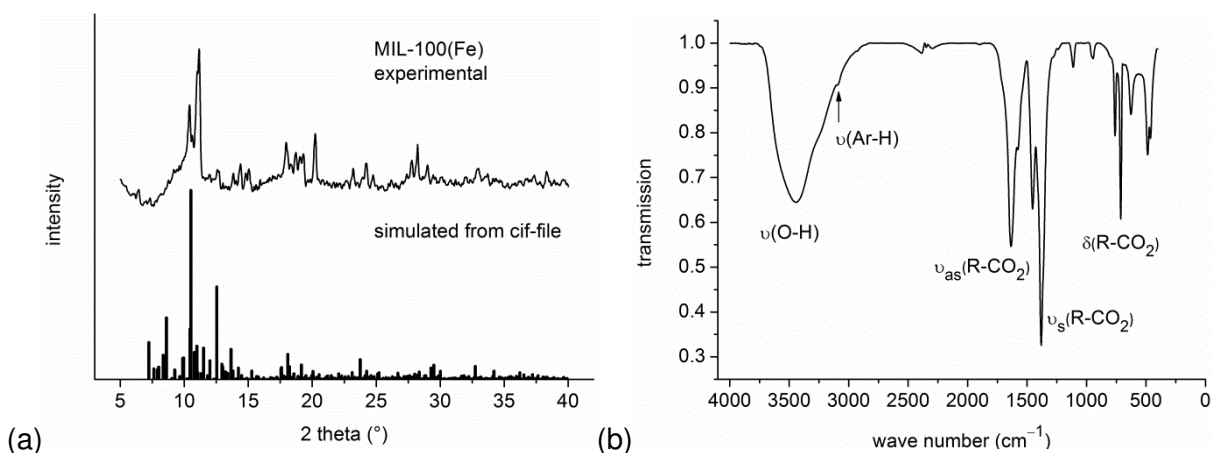 MIL-100(Fe)
experimental
simulated from cif-file
intensity
5 10 15 20 25 30 35 40
2 theta (°)
(a)
1.0
0.9
0.8
0.7
0.6
0.5
0.4
0.3
transmission
υ(Ar-H)
υ(O-H)
δ(R-CO₂)
υas(R-CO₂)
υs(R-CO₂)
4000 3500 3000 2500 2000 1500 1000 500 0
wave number (cm⁻¹)
(b)